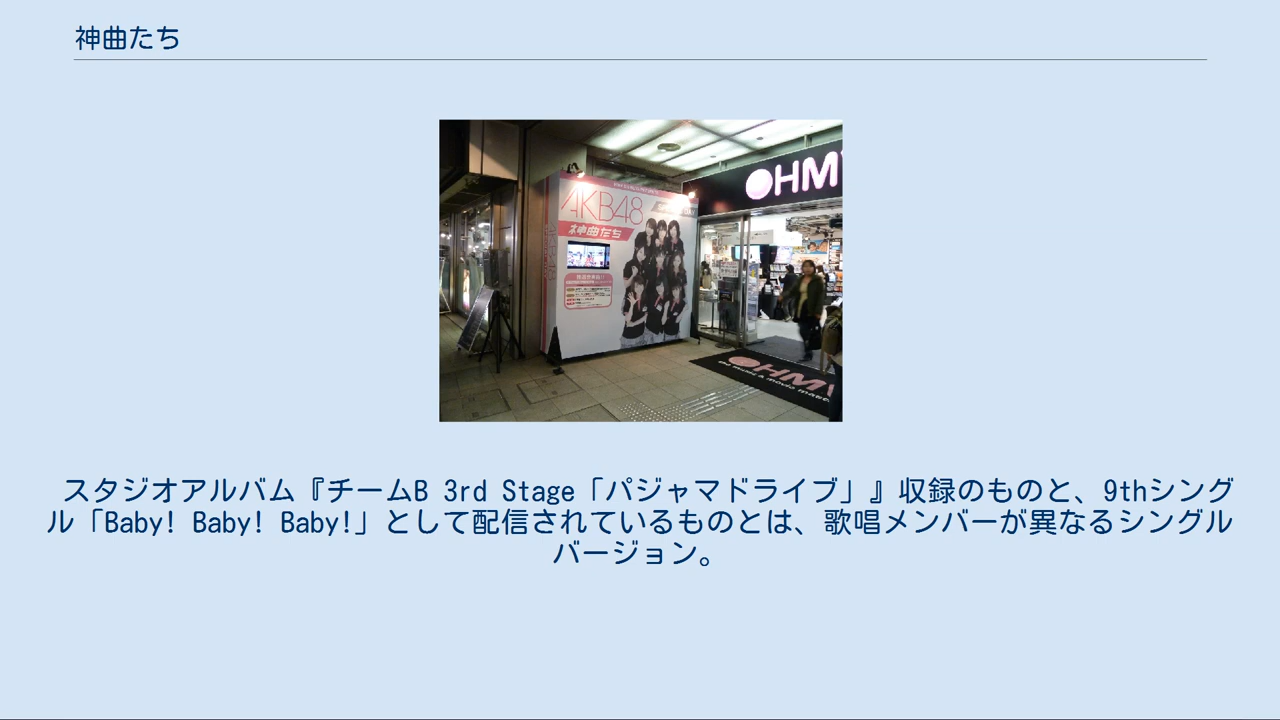 神曲たち
AKB48
神曲たち
OHMY
OHMY
スタジオアルバム『チームB 3rd Stage「パジャマドライブ」』収録のものと、9thシング
ル「Baby! Baby! Baby!」として配信されているものとは、歌唱メンバーが異なるシングル
バージョン。